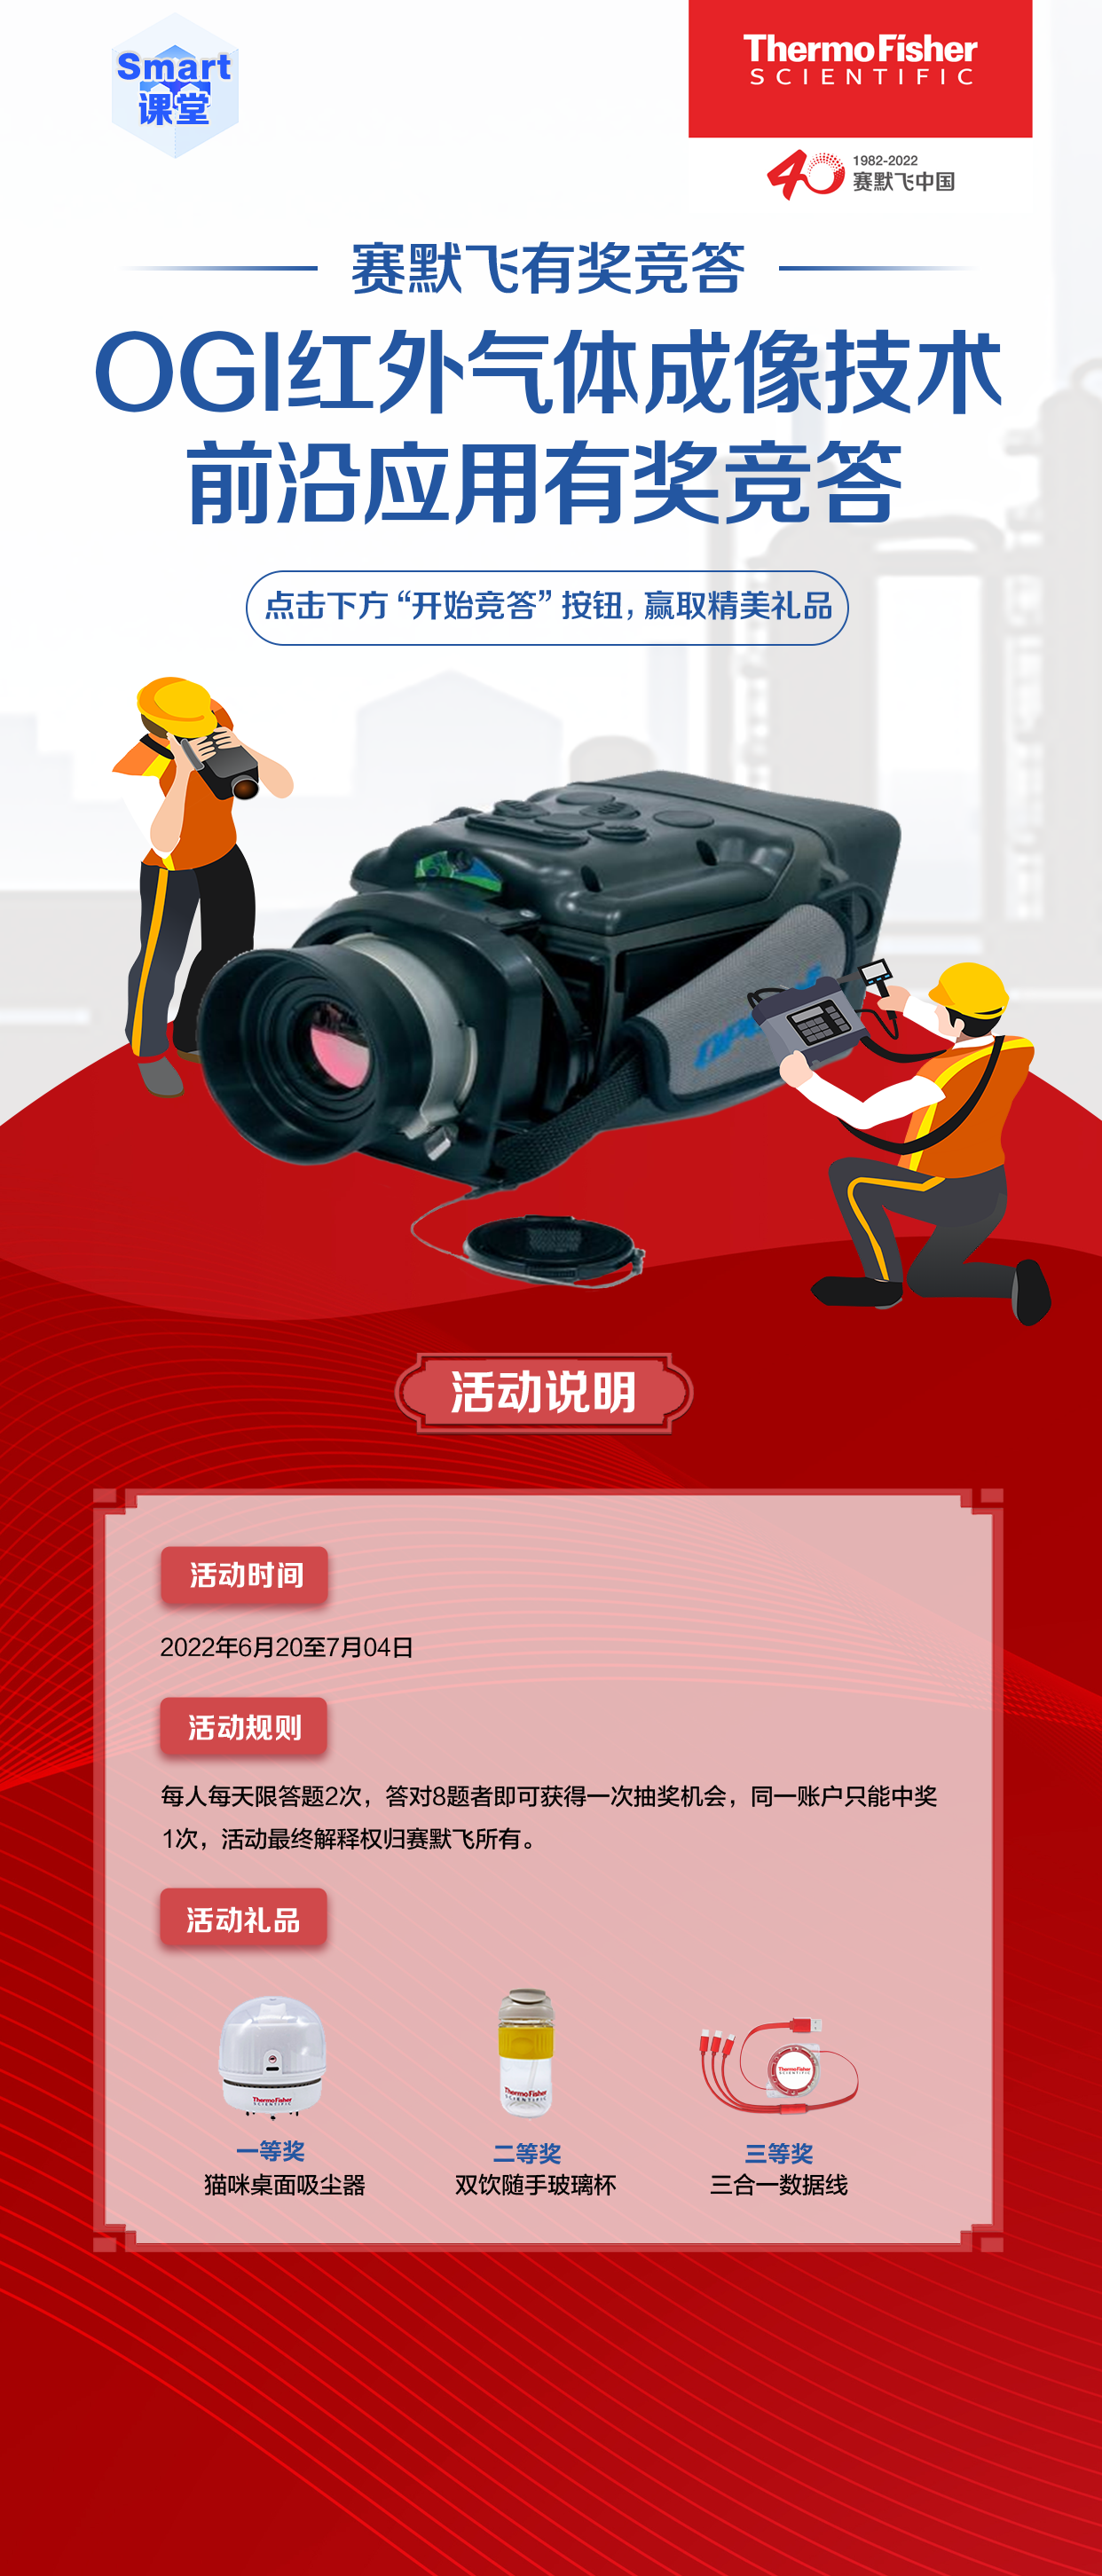 Smart
课堂
ThermoFisher
SCIENTIFIC
40
1982-2022
赛默飞中国
赛默飞有奖竞答
OGI红外气体成像技术
前沿应用有奖竞答
点击下方“开始竞答”按钮，赢取精美礼品
活动说明
活动时间
2022年6月20至7月04日
活动规则
每人每天限答题2次，答对8题者即可获得一次抽奖机会，同一账户只能中奖
1次，活动最终解释权归赛默飞所有。
活动礼品
ThermoFisher
SCIENTIFIC
ThermoFisher
SCIENTIFIC
ThermoFisher
SCIENTIFIC
一等奖
二等奖
三等奖
猫咪桌面吸尘器
双饮随手玻璃杯
三合一数据线